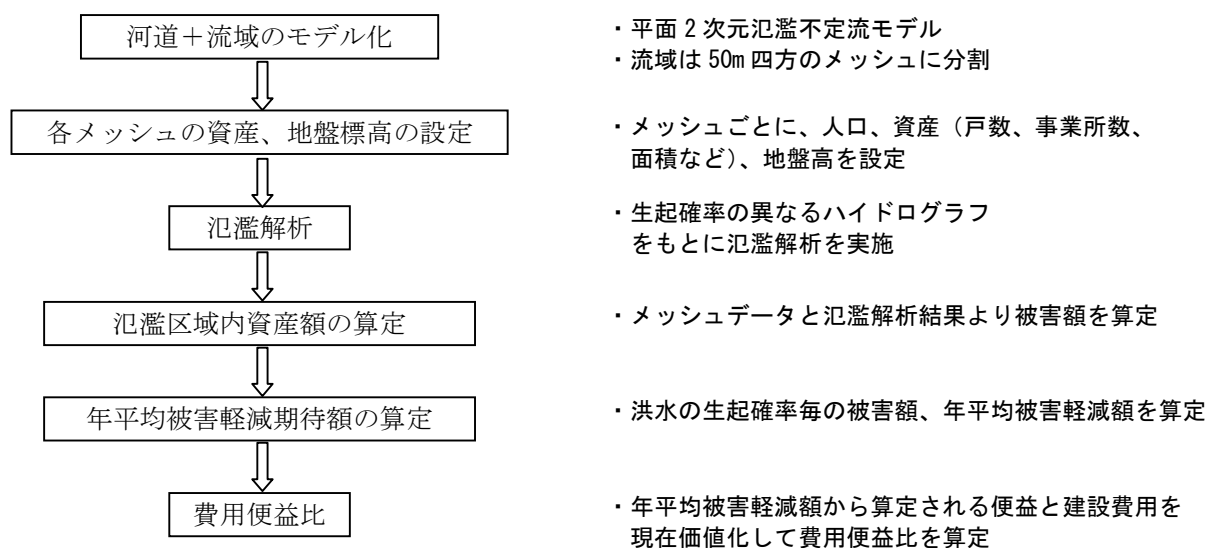 河道＋流域のモデル化
・平面２次元氾濫不定流モデル
・流域は 50m 四方のメッシュに分割
各メッシュの資産、地盤標高の設定
・メッシュごとに、人口、資産（戸数、事業所数、
面積など）、地盤高を設定
氾濫解析
・生起確率の異なるハイドログラフ
をもとに氾濫解析を実施
氾濫区域内資産額の算定
・メッシュデータと氾濫解析結果より被害額を算定
年平均被害軽減期待額の算定
・洪水の生起確率毎の被害額、年平均被害軽減額を算定
費用便益比
・年平均被害軽減額から算定される便益と建設費用を
現在価値化して費用便益比を算定